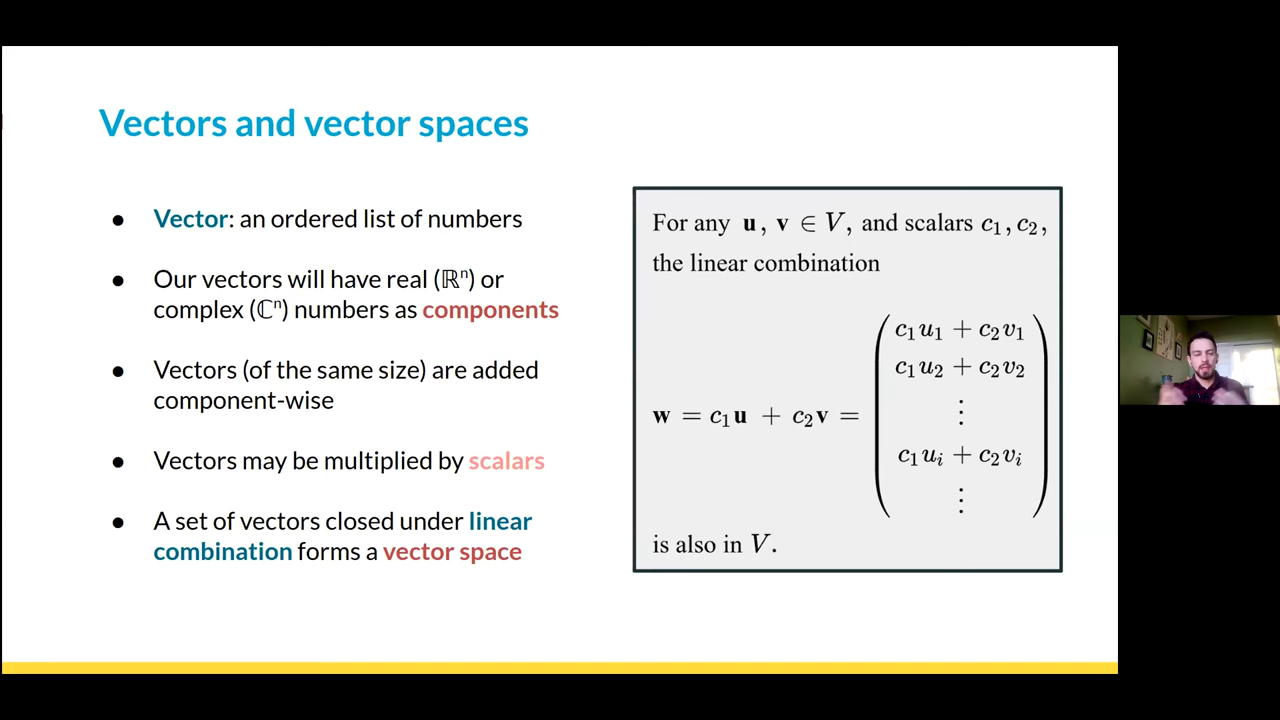 Vectors and vector spaces
● Vector: an ordered list of numbers
● Our vectors will have real (ℝⁿ) or
complex (ℂⁿ) numbers as components
● Vectors (of the same size) are added
component-wise
● Vectors may be multiplied by scalars
● A set of vectors closed under linear
combination forms a vector space
For any u, v ∈ V, and scalars c₁, c₂,
the linear combination
c₁u₁ + c₂v₁
c₁u₂ + c₂v₂
⋮
w = c₁u + c₂v =
c₁uᵢ + c₂vᵢ
⋮
is also in V.